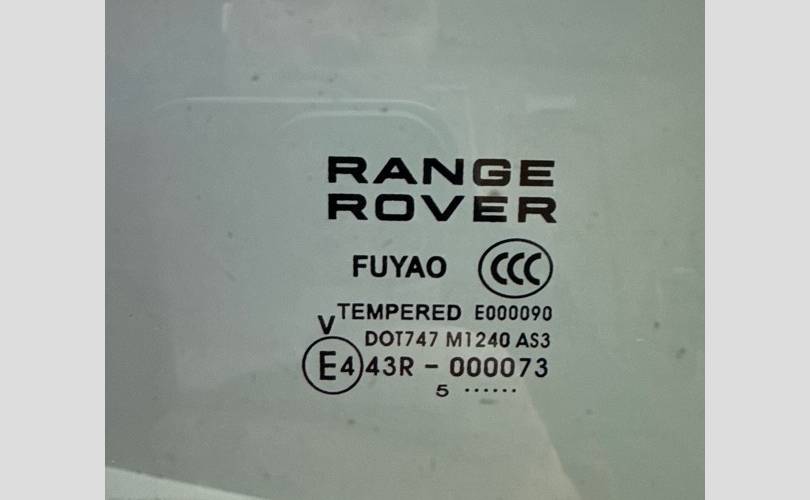 RANGE
ROVER
FUYAO CCC
TEMPERED E000090
V
DOT747 M1240 AS3
E4 43R - 000073
5 ......